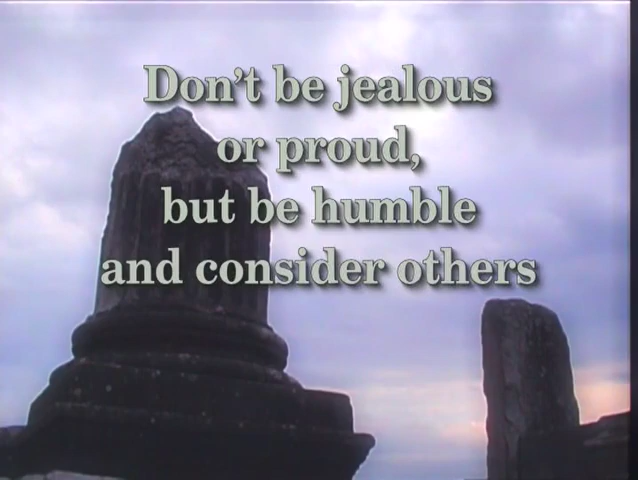 Don't be jealous
or proud,
but be humble
and consider others